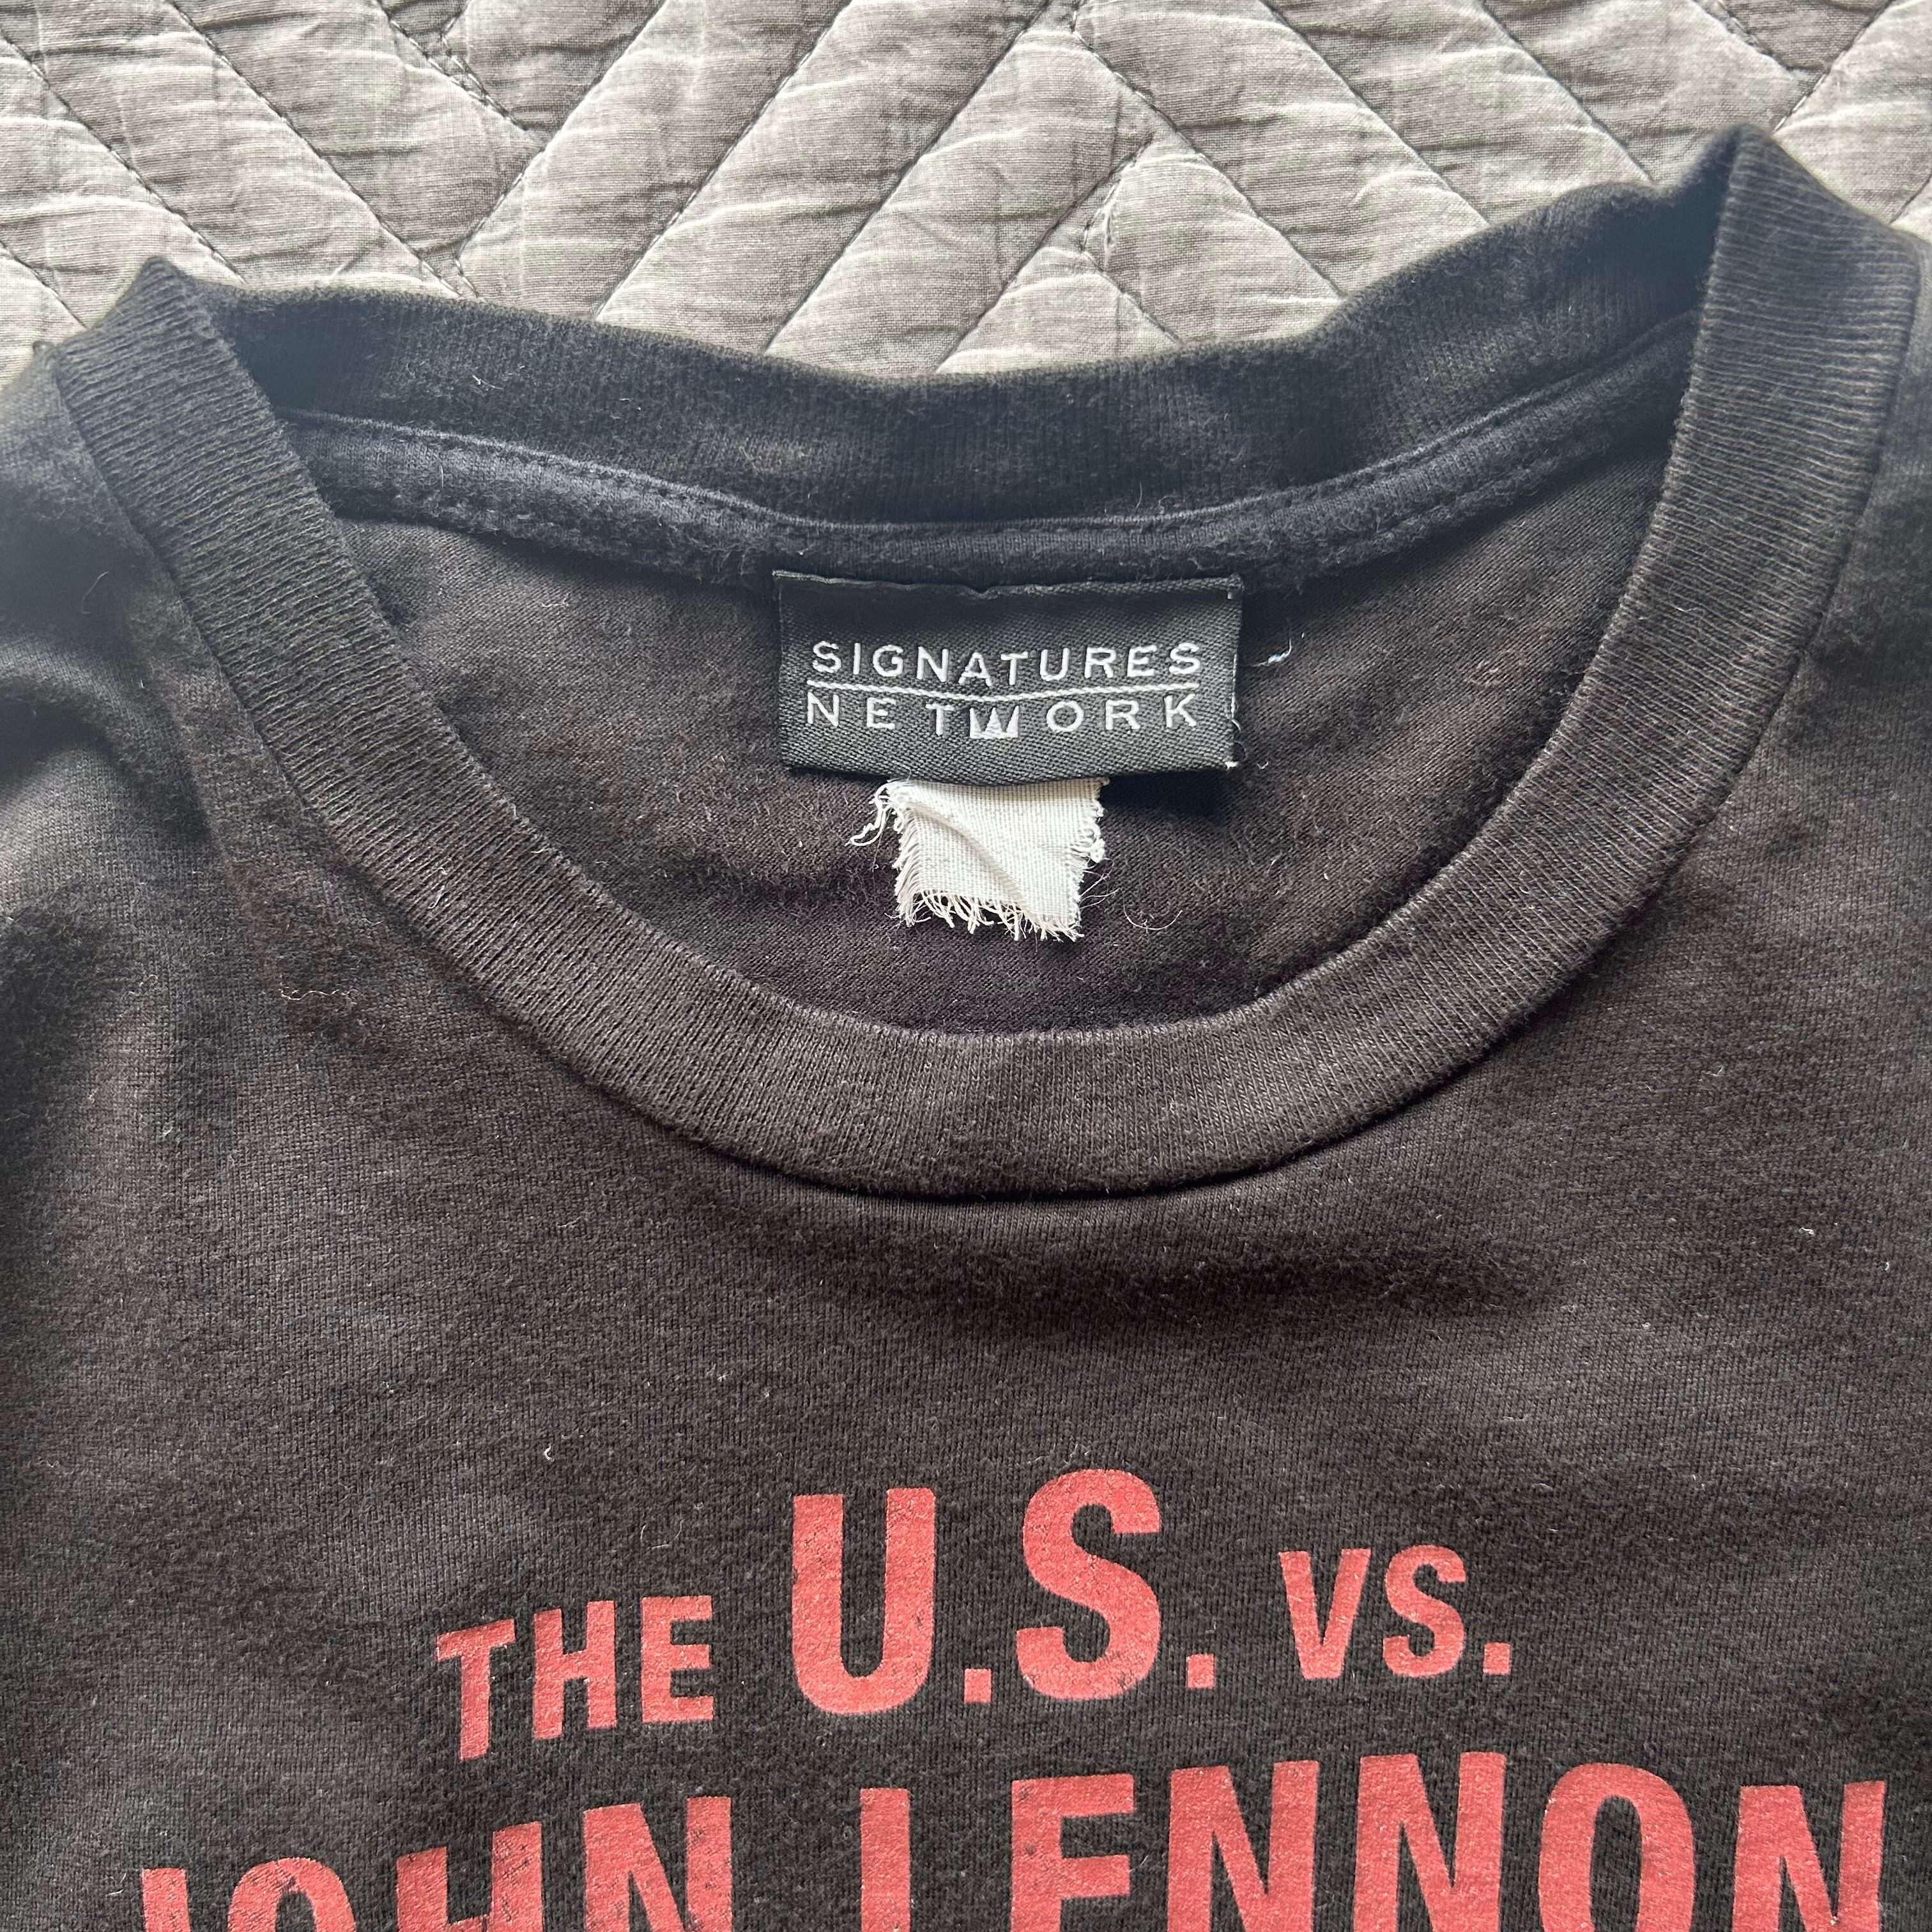 SIGNATURES
NETWORK
THE U.S. VS.
JOHN LENNON